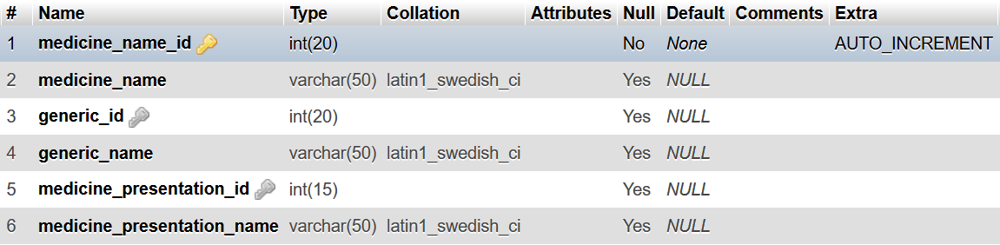 # Name Type Collation Attributes Null Default Comments Extra
1 medicine_name_id int(20) No None AUTO_INCREMENT
2 medicine_name varchar(50) latin1_swedish_ci Yes NULL
3 generic_id int(20) Yes NULL
4 generic_name varchar(50) latin1_swedish_ci Yes NULL
5 medicine_presentation_id int(15) Yes NULL
6 medicine_presentation_name varchar(50) latin1_swedish_ci Yes NULL